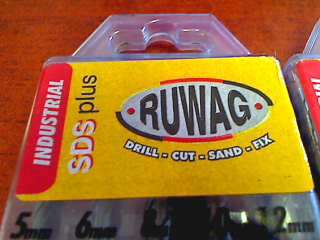 INDUSTRIAL
SDS plus
RUWAG
DRILL - CUT - SAND - FIX
5mm
6mm
12mm